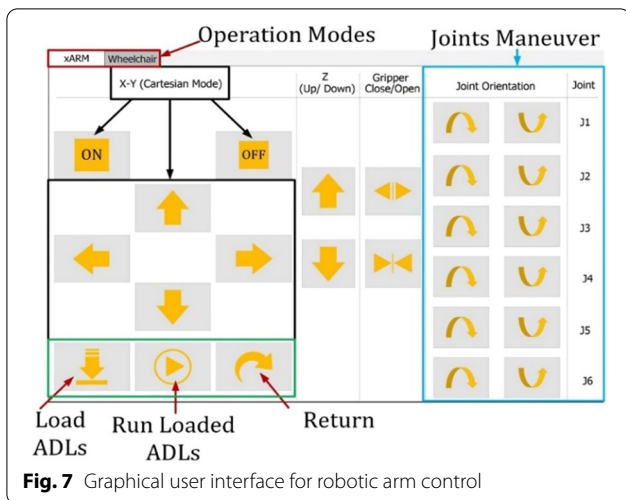 Operation Modes
Joints Maneuver
xARM Wheelchair
X-Y (Cartesian Mode)
Z
(Up/ Down)
Gripper
Close/Open
Joint Orientation
Joint
ON
OFF
J1
J2
J3
J4
J5
J6
Load
ADLs
Run Loaded
ADLs
Return
Fig. 7 Graphical user interface for robotic arm control